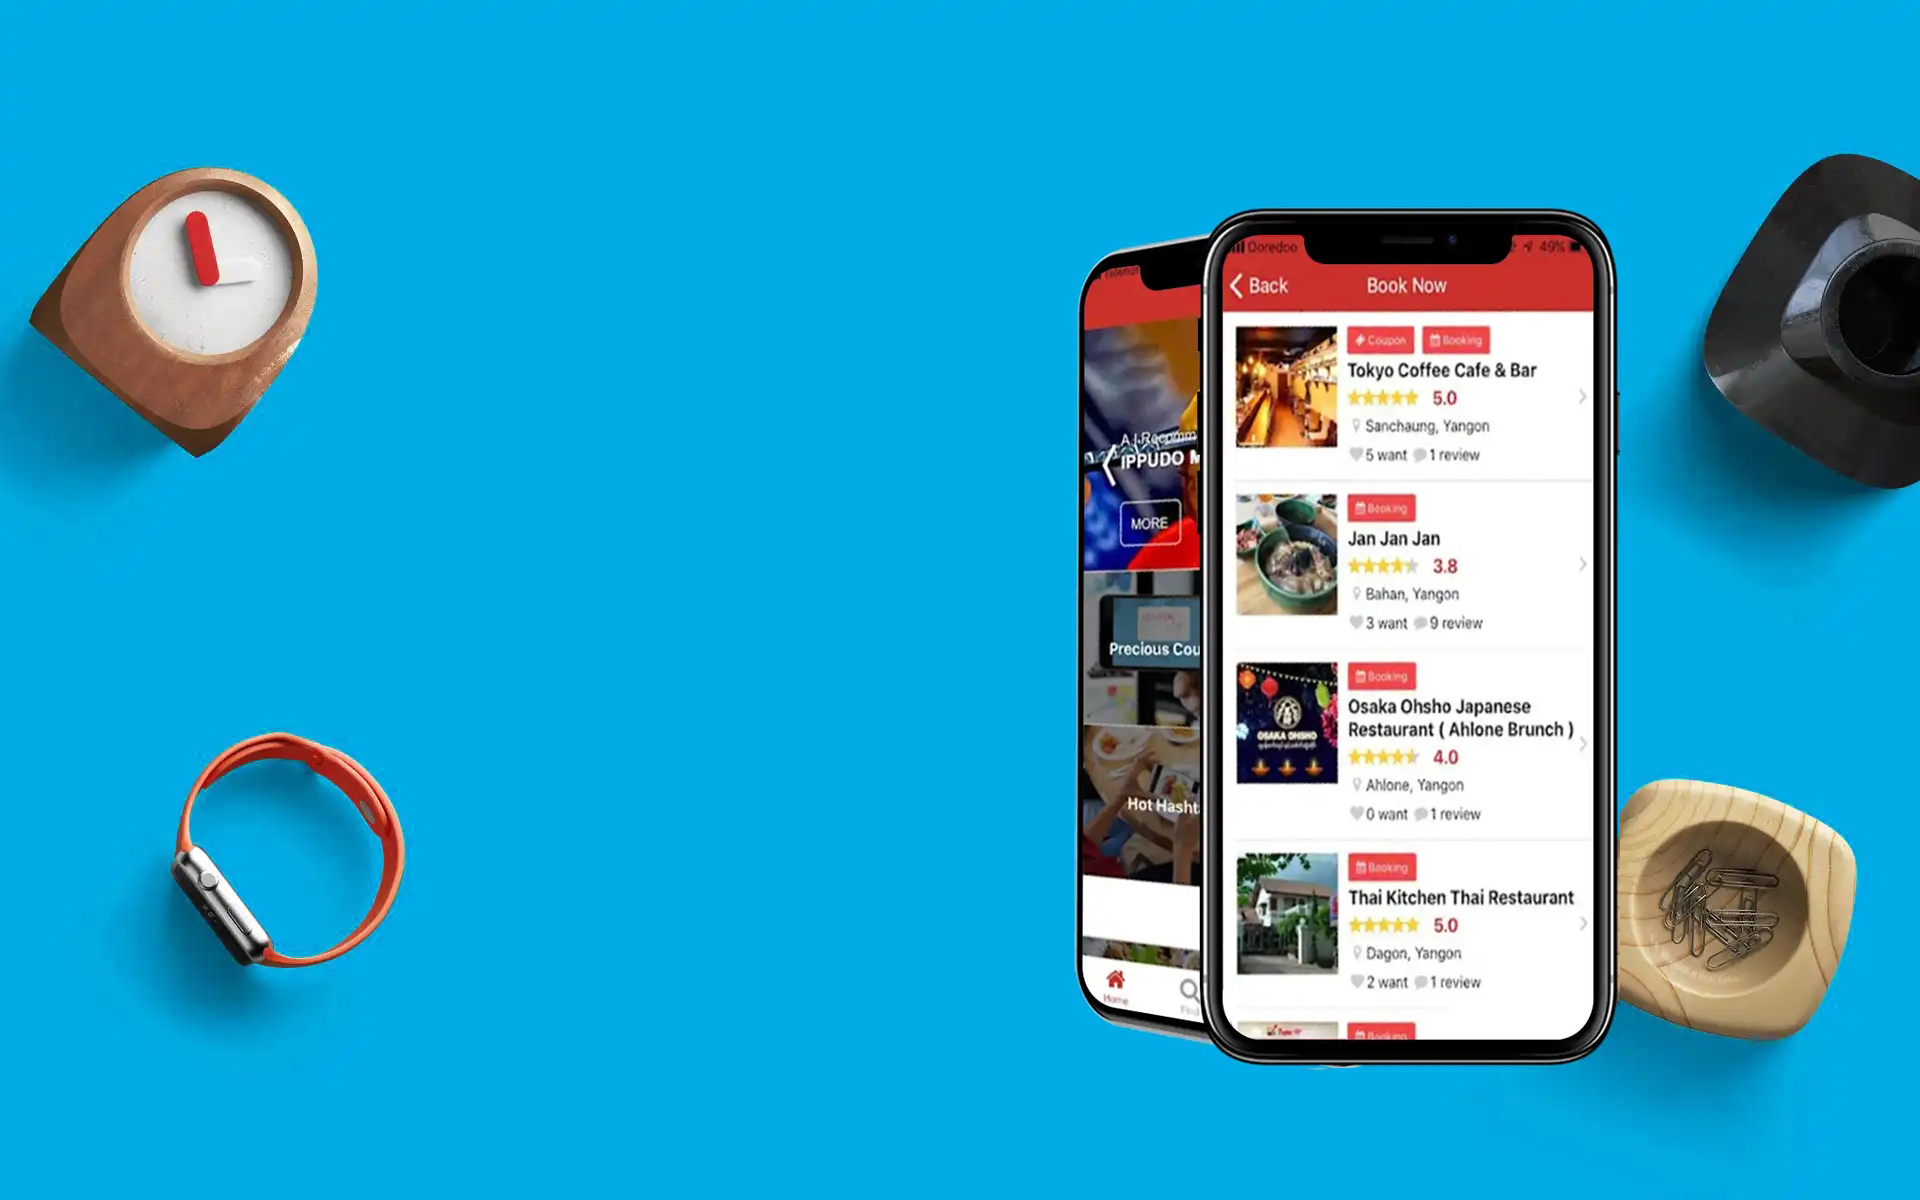 Telenor
A.I Recomm
IPPUDO M
MORE
Precious Cou
Hot Hasht
Home
Find
Ooredoo
49%
Back
Book Now
Coupon
Booking
Tokyo Coffee Cafe & Bar
5.0
Sanchaung, Yangon
5 want 1 review
Booking
Jan Jan Jan
3.8
Bahan, Yangon
3 want 9 review
OSAKA OHSHO
Booking
Osaka Ohsho Japanese
Restaurant ( Ahlone Brunch )
4.0
Ahlone, Yangon
0 want 1 review
Booking
Thai Kitchen Thai Restaurant
5.0
Dagon, Yangon
2 want 1 review
Booking